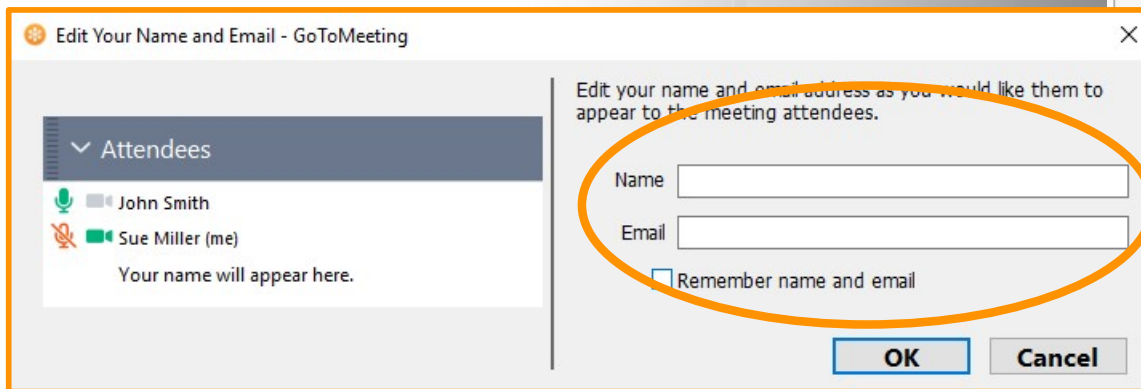 Edit Your Name and Email - GoToMeeting
Attendees
John Smith
Sue Miller (me)
Your name will appear here.
Edit your name and email address as you would like them to
appear to the meeting attendees.
Name
Email
Remember name and email
OK
Cancel